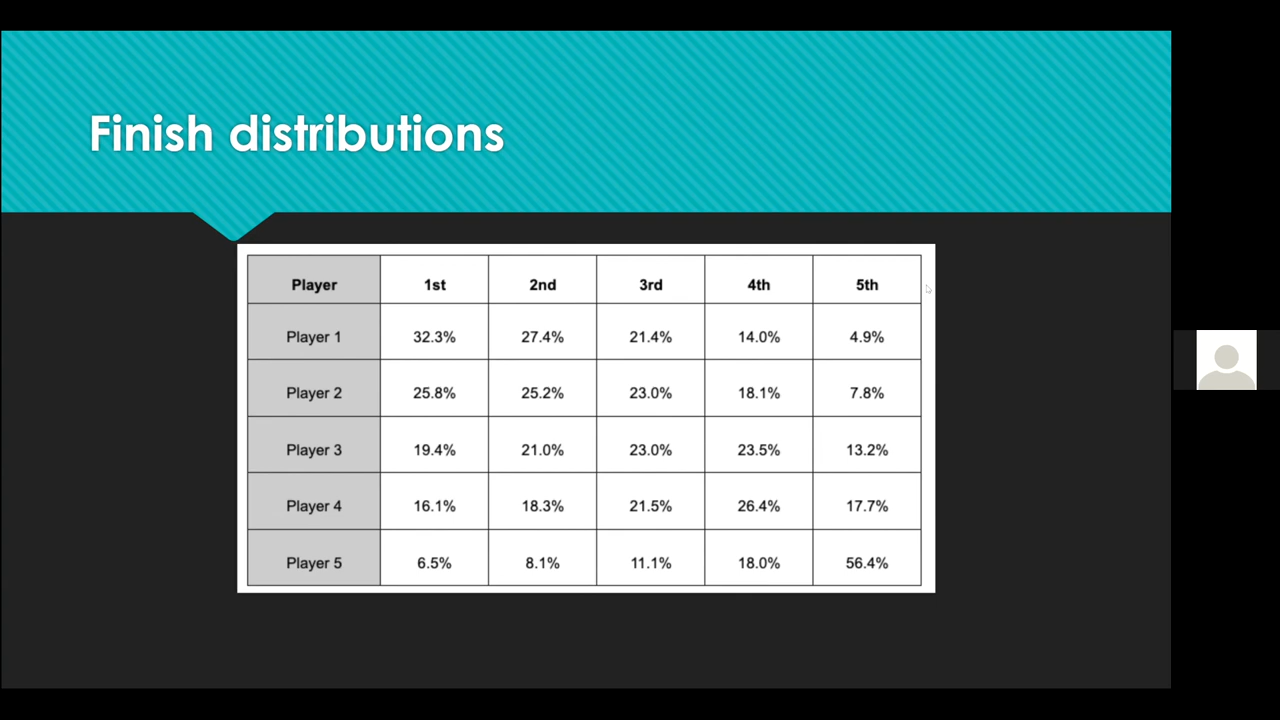 Finish distributions
Player 1st 2nd 3rd 4th 5th
Player 1 32.3% 27.4% 21.4% 14.0% 4.9%
Player 2 25.8% 25.2% 23.0% 18.1% 7.8%
Player 3 19.4% 21.0% 23.0% 23.5% 13.2%
Player 4 16.1% 18.3% 21.5% 26.4% 17.7%
Player 5 6.5% 8.1% 11.1% 18.0% 56.4%